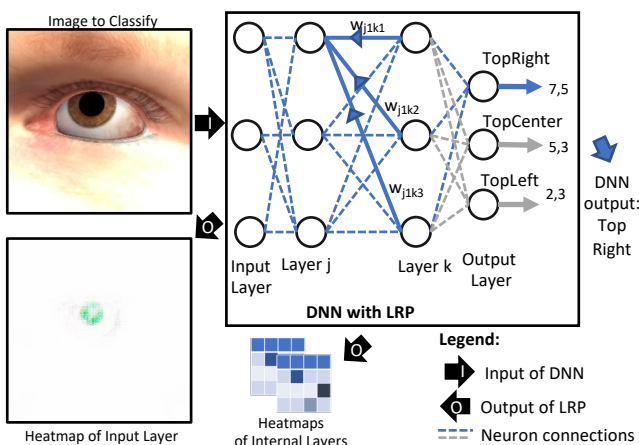 Image to Classify
w_j1k1
w_j1k2
w_j1k3
TopRight
7,5
TopCenter
5,3
TopLeft
2,3
DNN
output:
Top
Right
I
O
Input
Layer
Layer j
Layer k
Output
Layer
DNN with LRP
Heatmap of Input Layer
O
Heatmaps
of Internal Layers
Legend:
I
Input of DNN
O
Output of LRP
Neuron connections